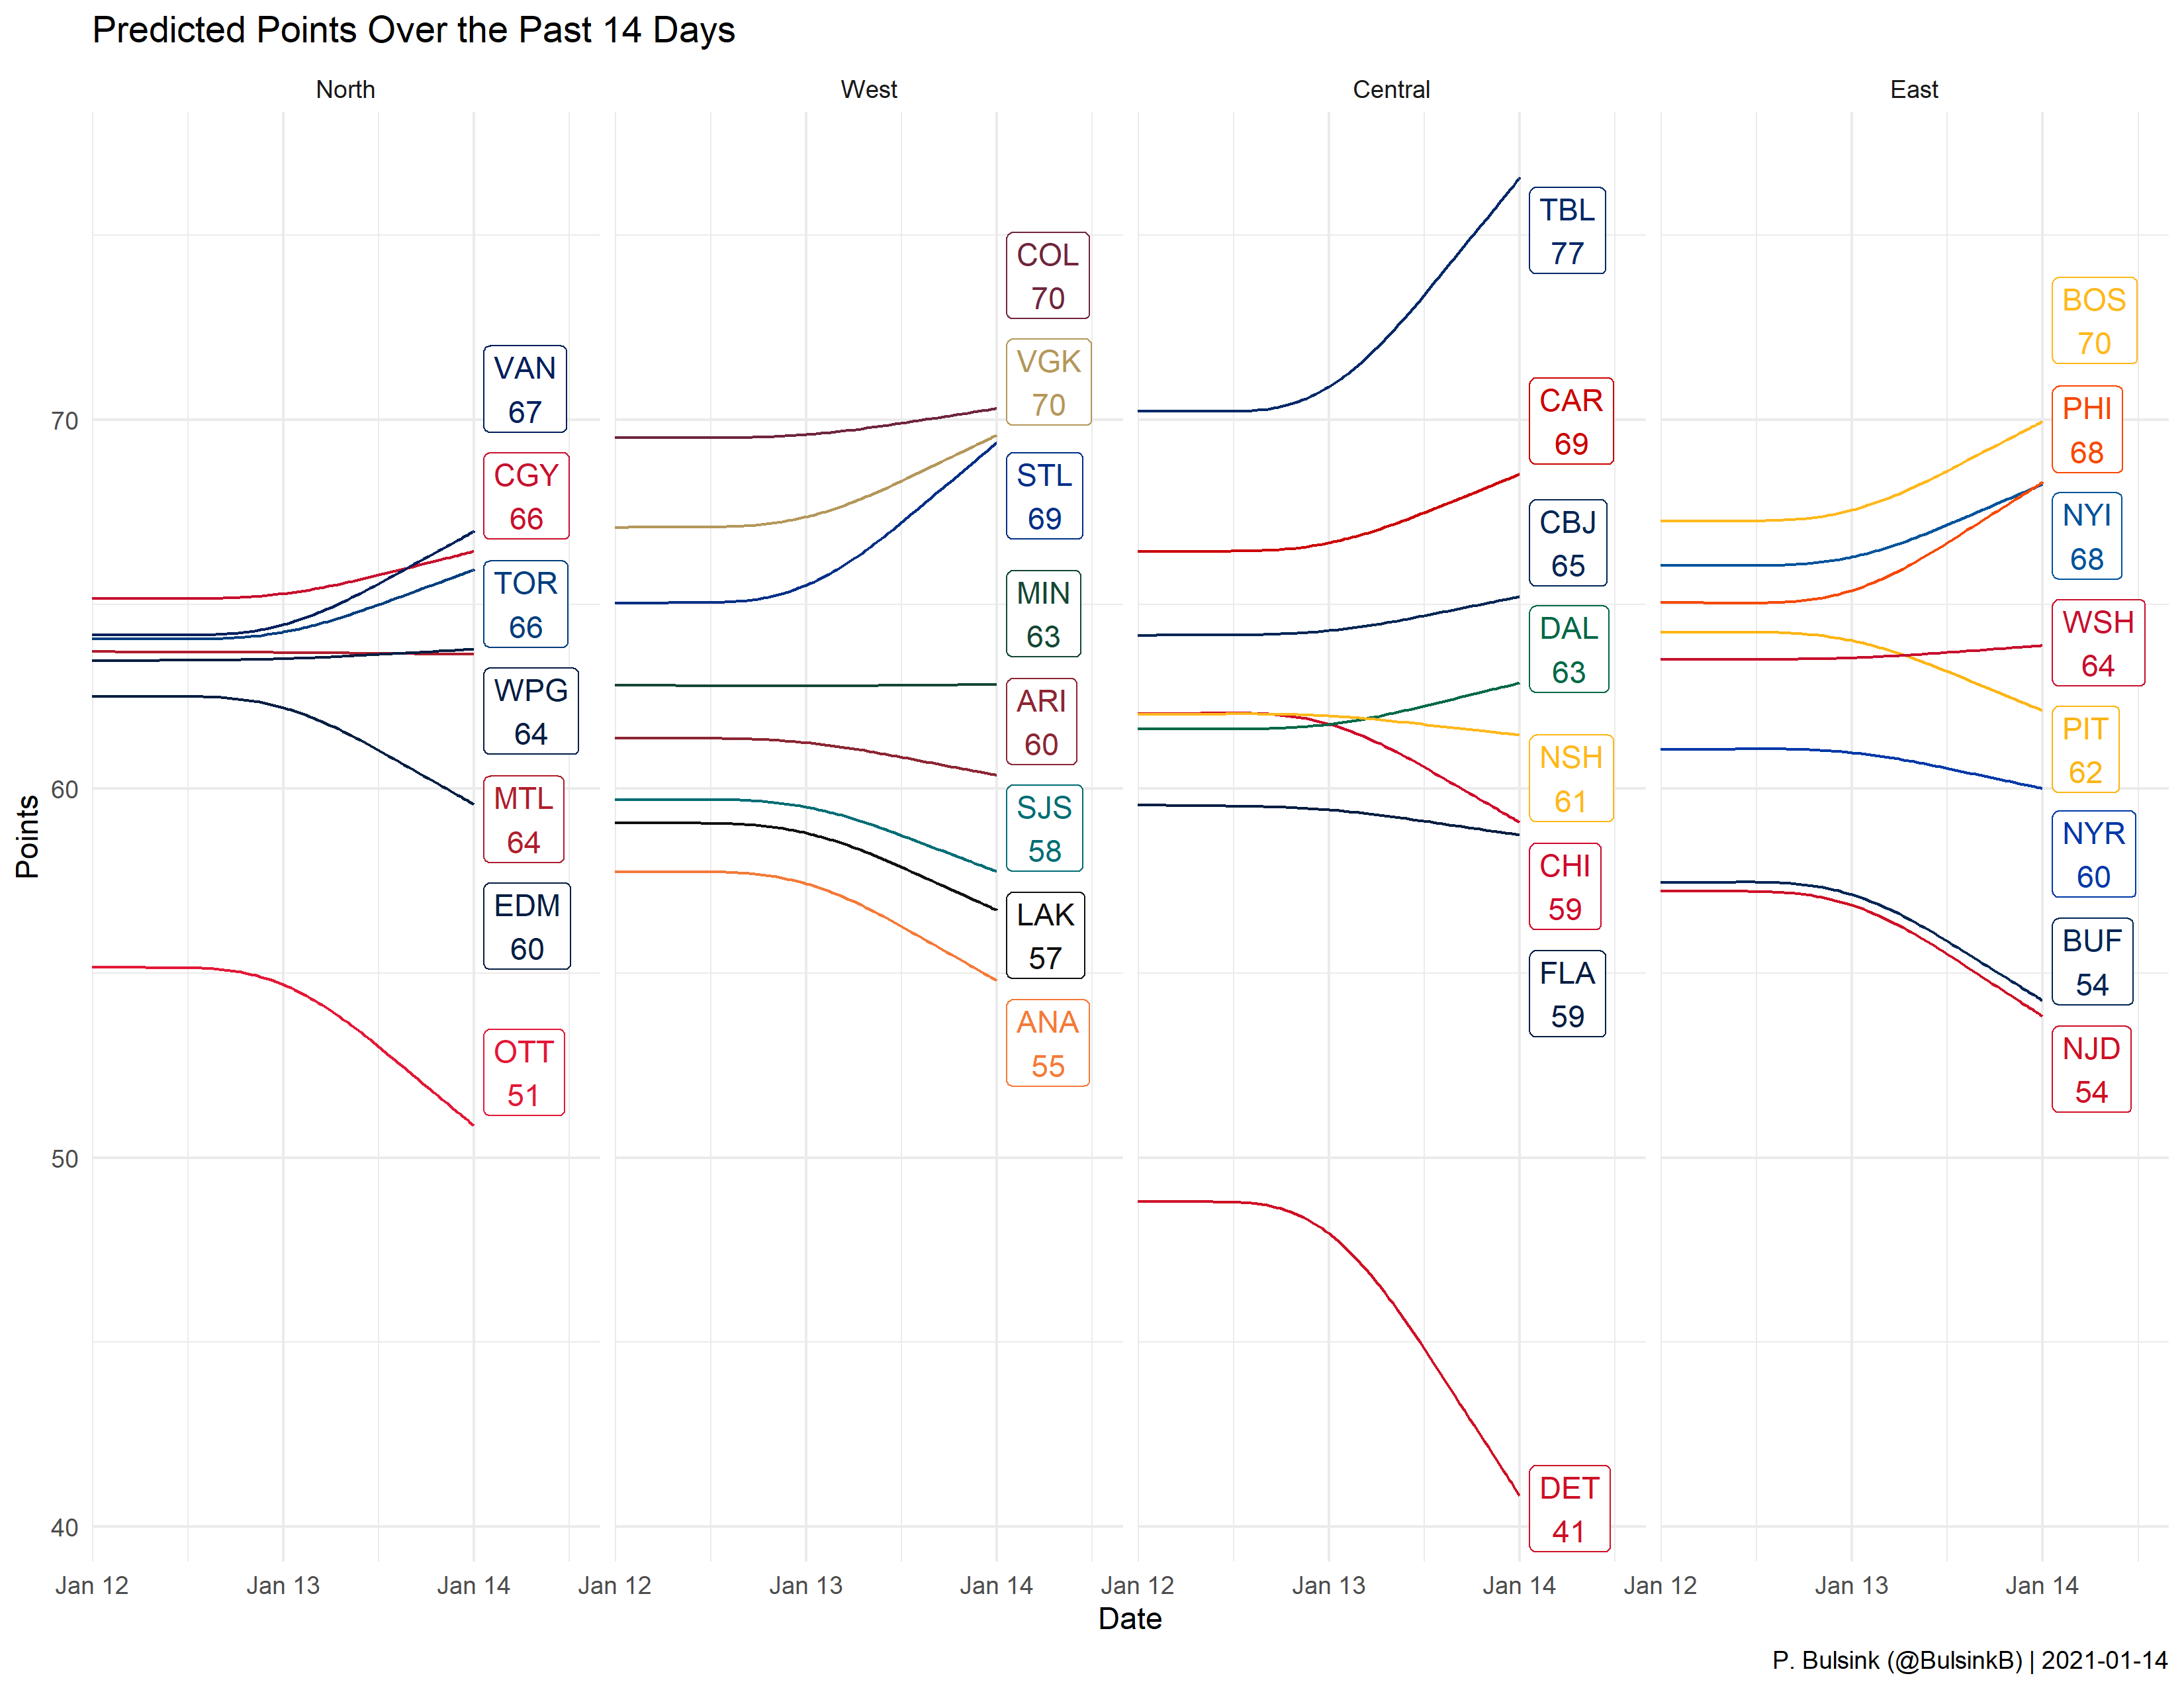 Predicted Points Over the Past 14 Days
North
West
Central
East
Points
70
60
50
40
VAN
67
CGY
66
TOR
66
WPG
64
MTL
64
EDM
60
OTT
51
COL
70
VGK
70
STL
69
MIN
63
ARI
60
SJS
58
LAK
57
ANA
55
TBL
77
CAR
69
CBJ
65
DAL
63
NSH
61
CHI
59
FLA
59
DET
41
BOS
70
PHI
68
NYI
68
WSH
64
PIT
62
NYR
60
BUF
54
NJD
54
Jan 12
Jan 13
Jan 14
Jan 12
Jan 13
Jan 14
Jan 12
Jan 13
Jan 14
Jan 12
Jan 13
Jan 14
Date
P. Bulsink (@BulsinkB) | 2021-01-14